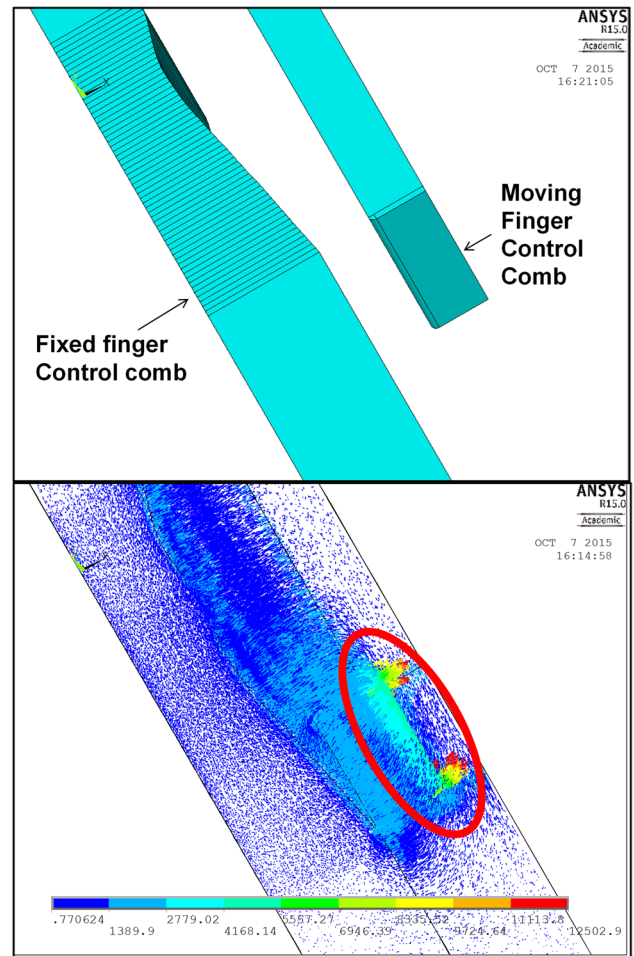 ANSYS
R15.0
Academic
OCT 7 2015
16:21:05
X
Moving
Finger
Control
Comb
Fixed finger
Control comb
ANSYS
R15.0
Academic
OCT 7 2015
16:14:58
.770624 2779.02 5557.27 8335.52 11113.8
1389.9 4168.14 6946.39 9724.64 12502.9